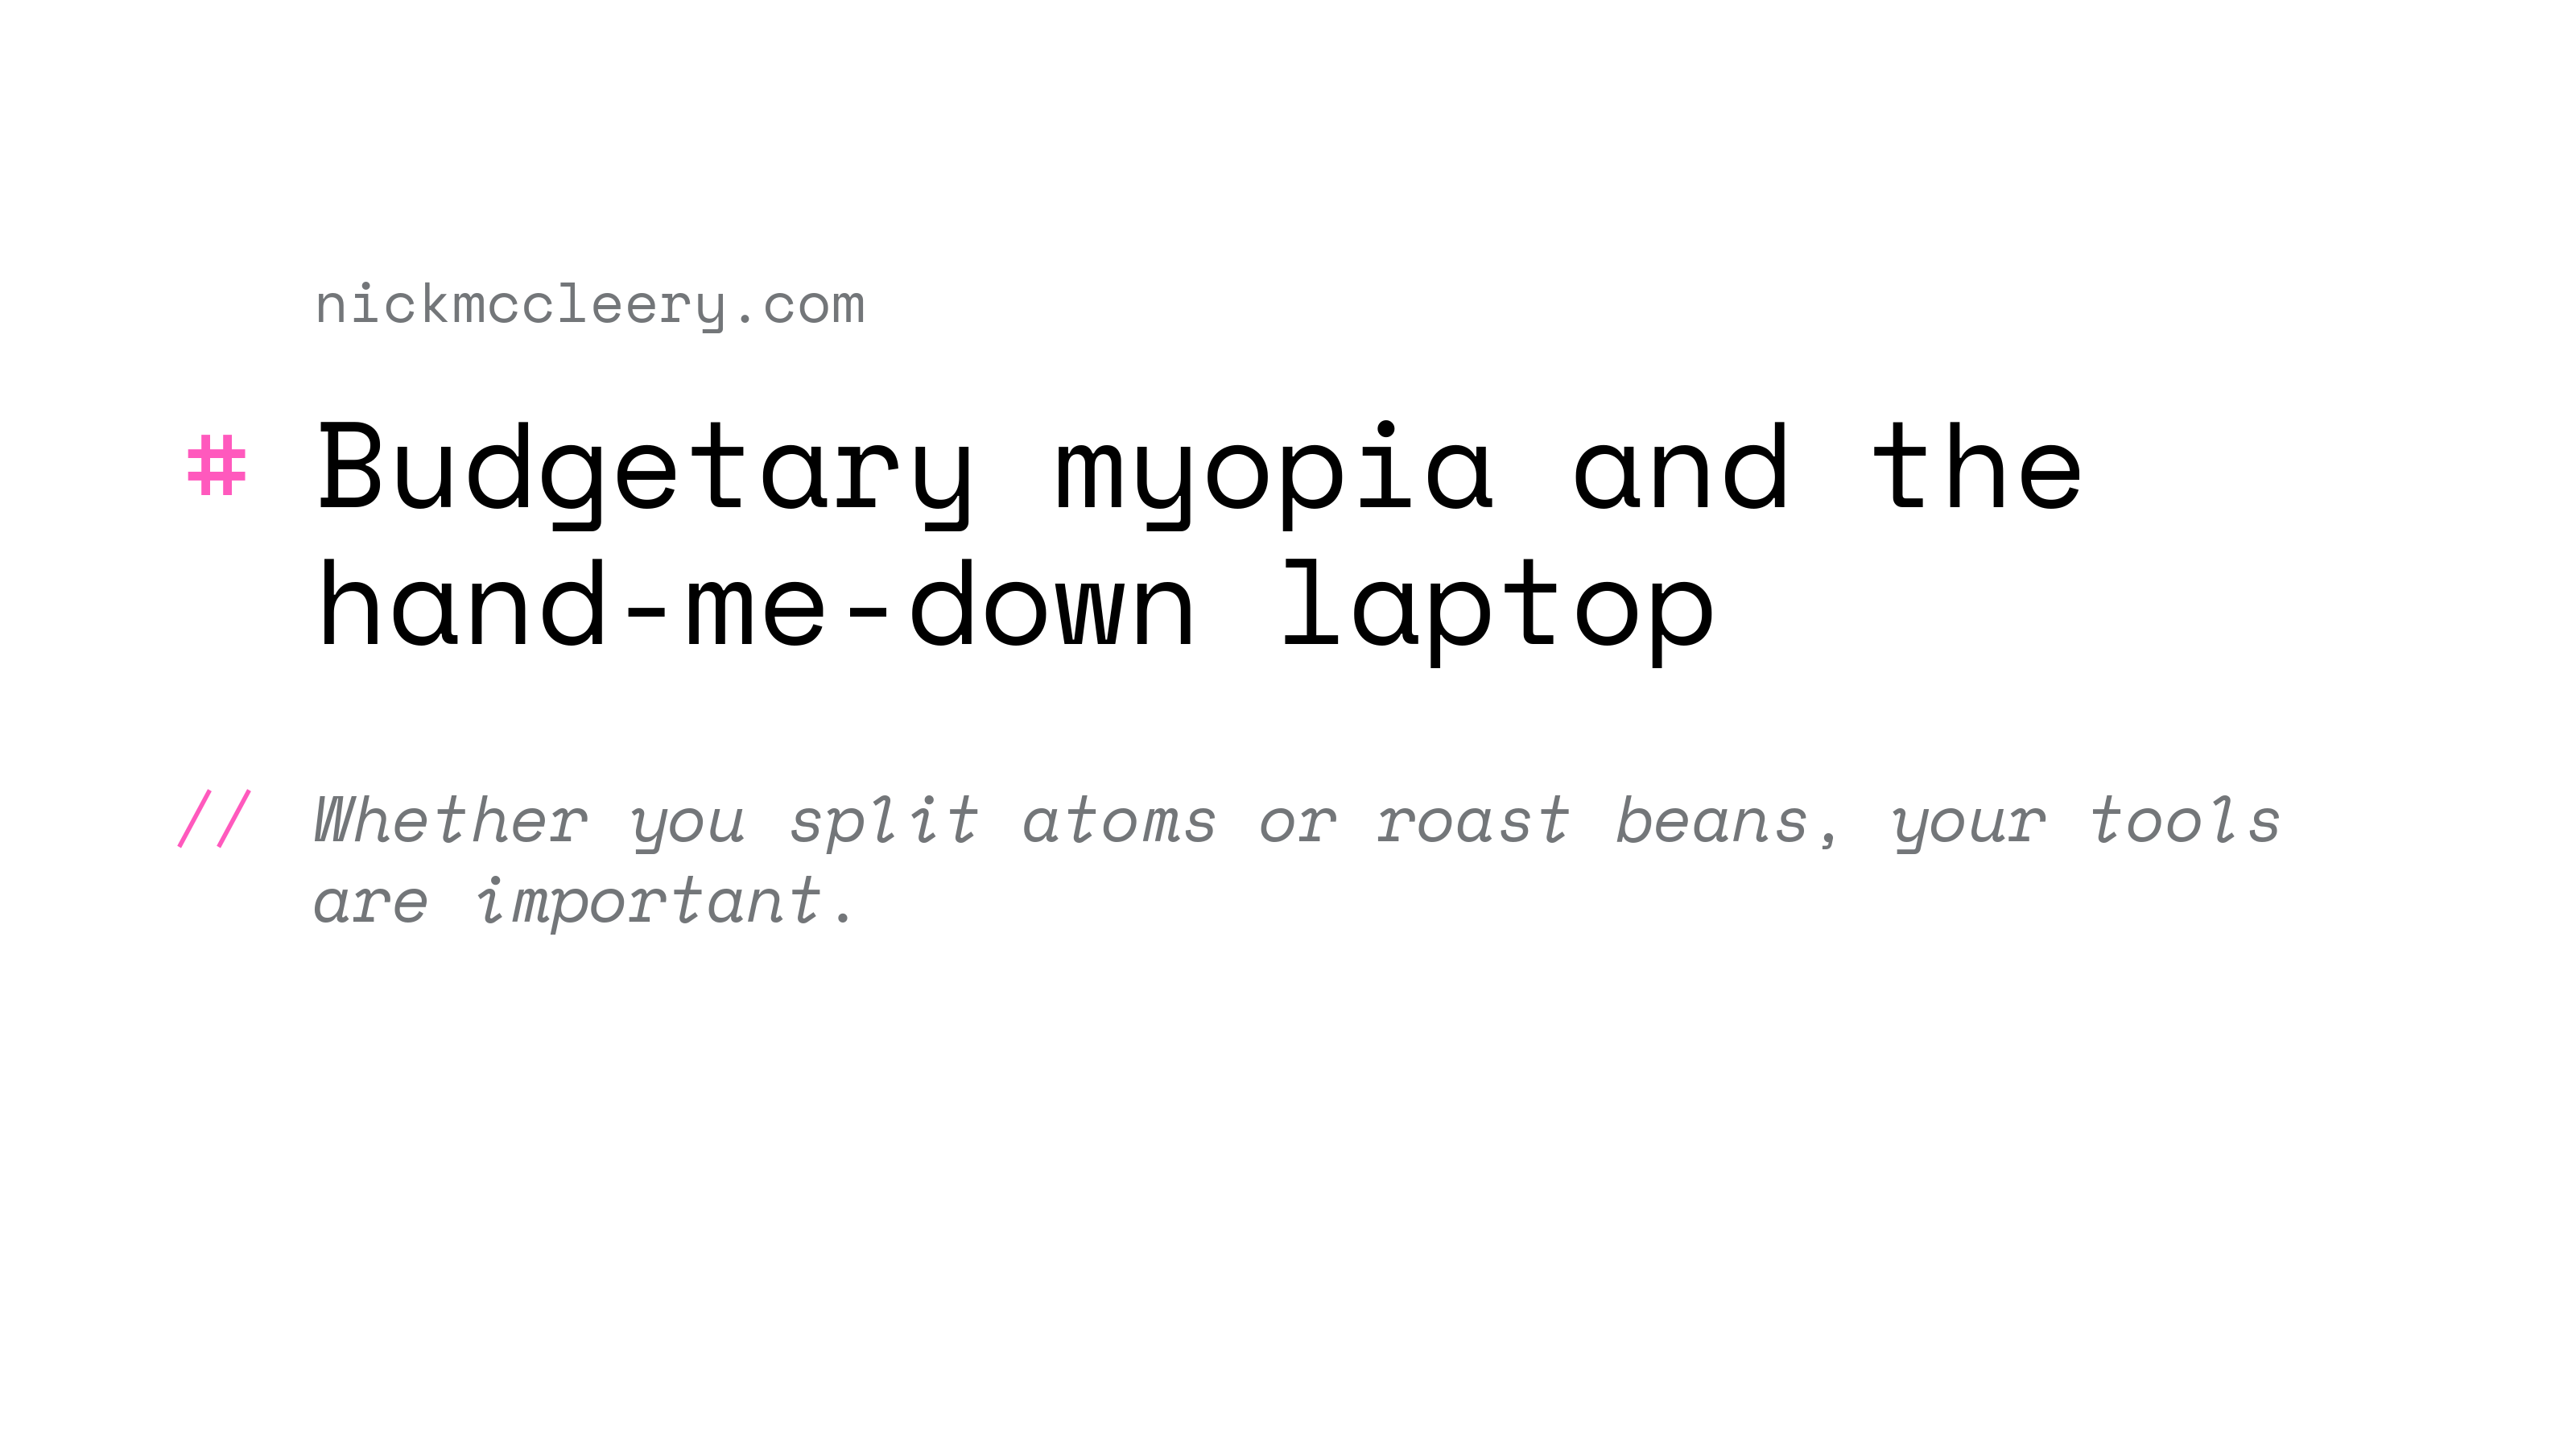 nickmccleery.com
# Budgetary myopia and the
hand-me-down laptop
// Whether you split atoms or roast beans, your tools
are important.